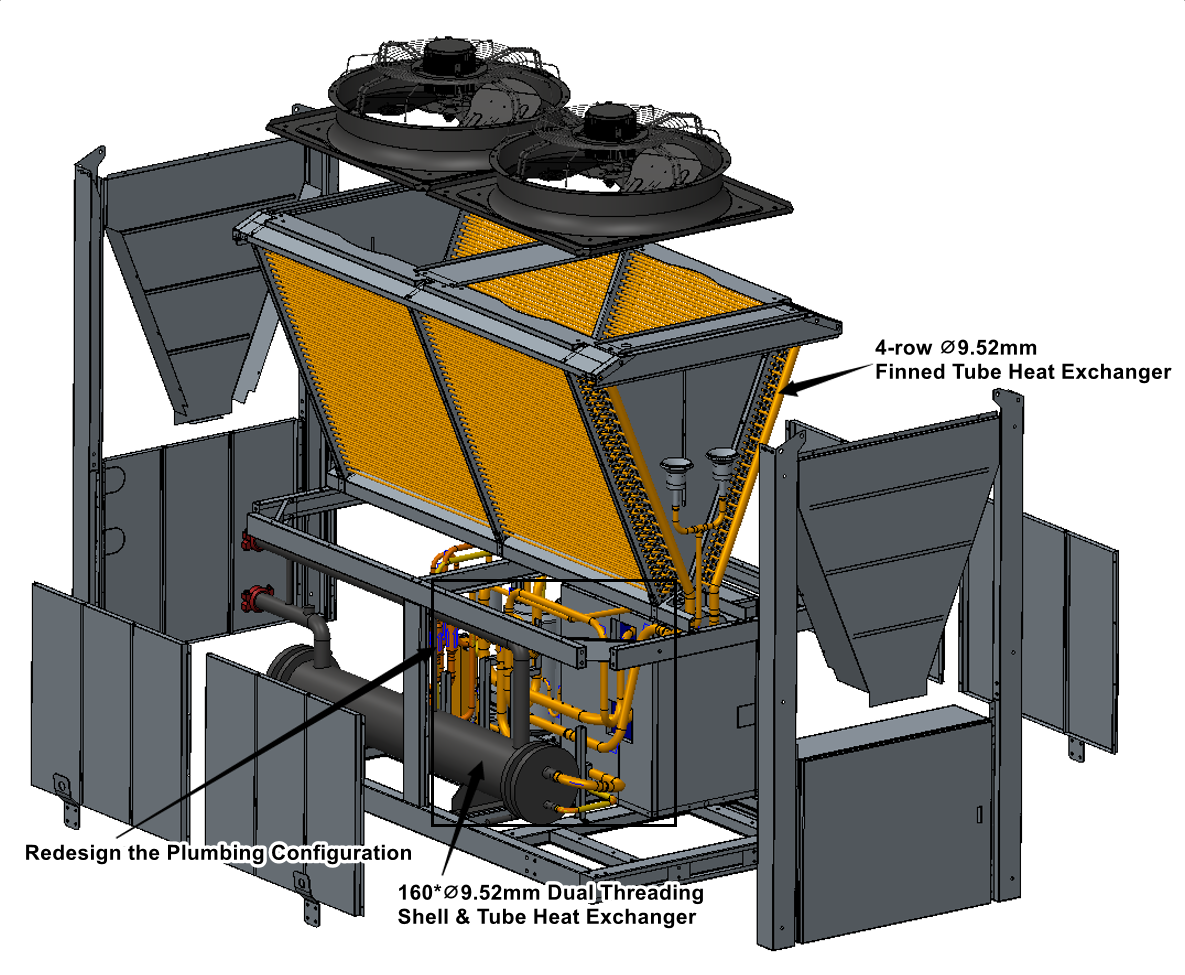 4-row ∅9.52mm
Finned Tube Heat Exchanger
Redesign the Plumbing Configuration
160*∅9.52mm Dual Threading
Shell & Tube Heat Exchanger